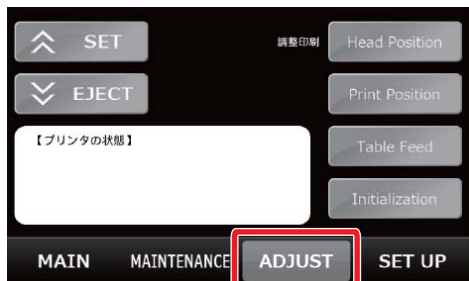 SET
調整印刷
Head Position
EJECT
Print Position
【プリンタの状態】
Table Feed
Initialization
MAIN MAINTENANCE ADJUST SET UP